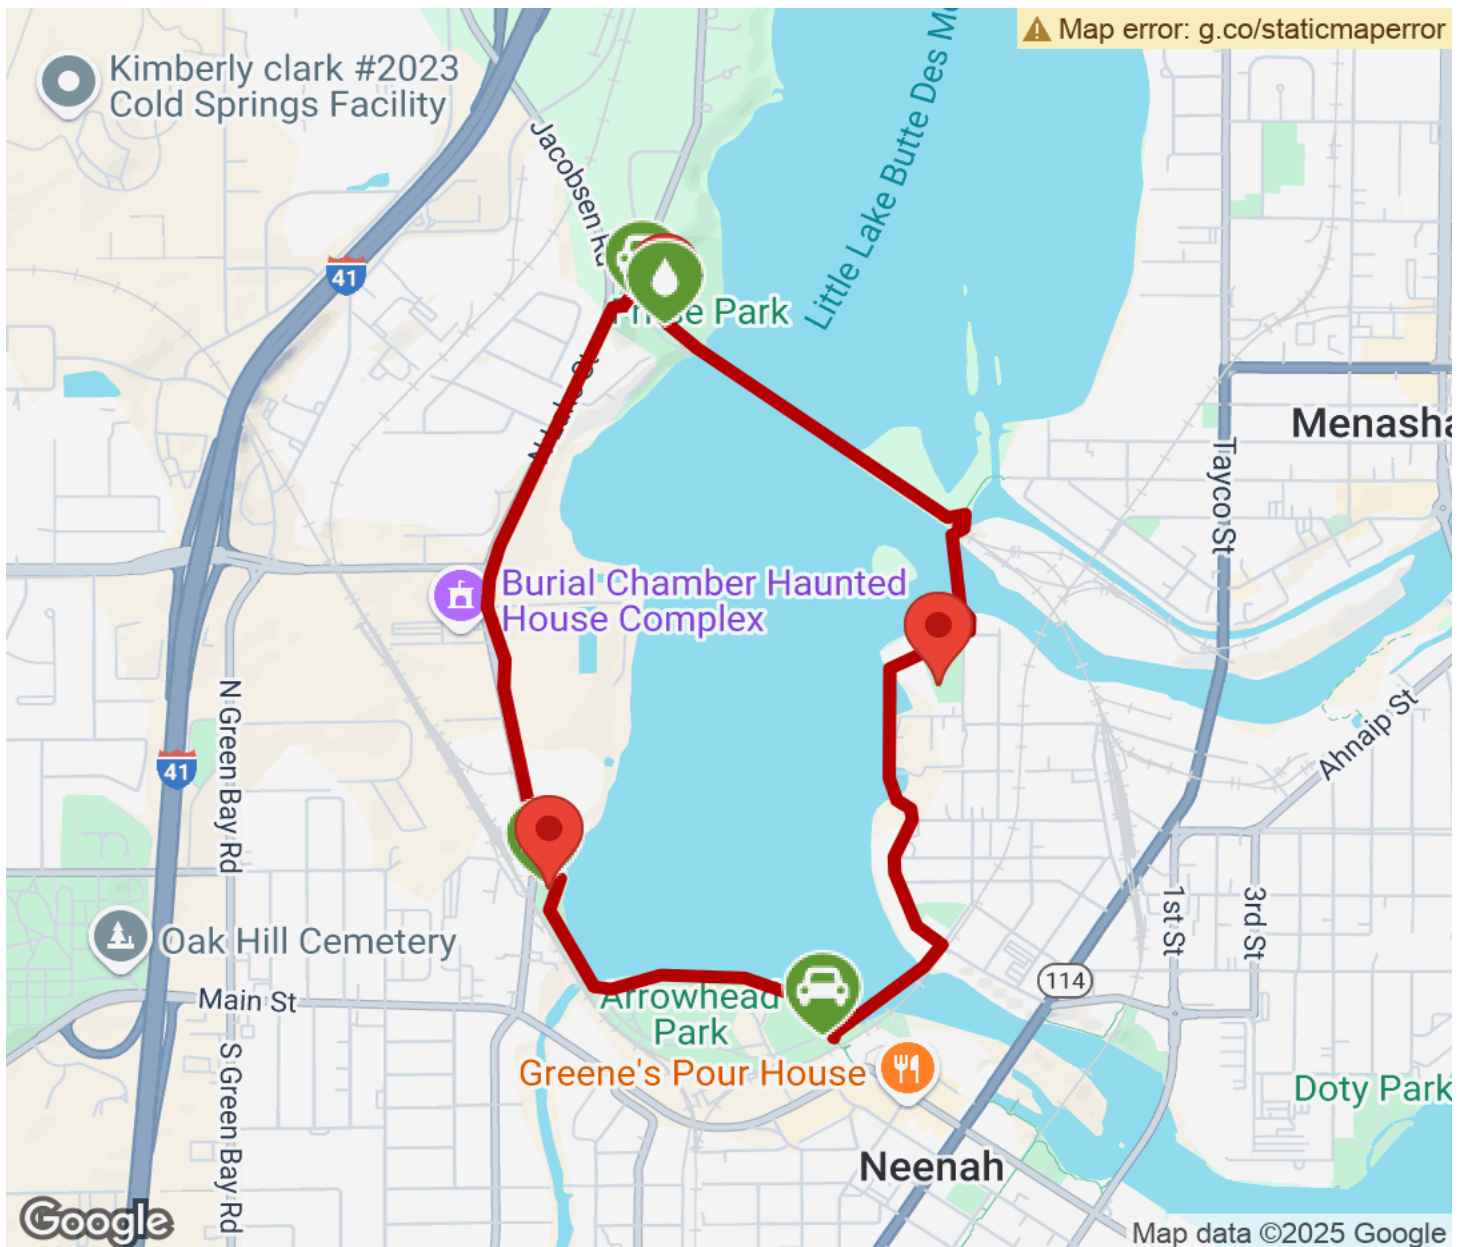 Map error: g.co/staticmaperror
Kimberly clark #2023
Cold Springs Facility
Jacobsen Rd
Little Lake Butte Des Mo
41
Park
Menasha
Tayco St
Burial Chamber Haunted
House Complex
N Green Bay Rd
41
Ahnaip St
1st St
3rd St
Oak Hill Cemetery
Main St
114
Arrowhead
Park
Greene's Pour House
S Green Bay Rd
Doty Park
Neenah
Google
Map data ©2025 Google